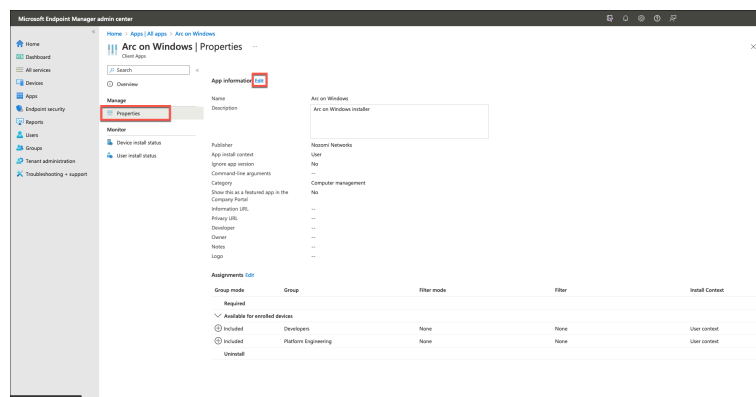 Microsoft Endpoint Manager admin center
Home
Dashboard
All services
Devices
Apps
Endpoint security
Reports
Users
Groups
Tenant administration
Troubleshooting + support
Home > Apps | All apps > Arc on Windows
Arc on Windows | Properties ...
Client Apps
Search
Overview
Manage
Properties
Monitor
Device install status
User install status
App information Edit
Name Arc on Windows
Description Arc on Windows installer
Publisher Nozomi Networks
App install context User
Ignore app version No
Command-line arguments --
Category Computer management
Show this as a featured app in the No
Company Portal
Information URL --
Privacy URL --
Developer --
Owner --
Notes --
Logo --
Assignments Edit
Group mode Group Filter mode Filter Install Context
Required
Available for enrolled devices
Included Developers None None User context
Included Platform Engineering None None User context
Uninstall